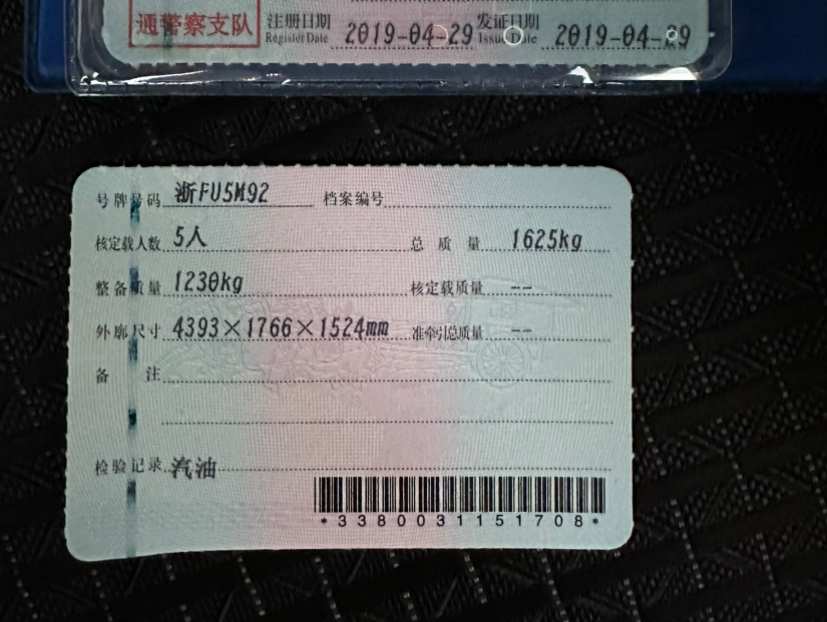 通警察支队 注册日期 2019-04-29 发证日期 2019-04-29
Register Date Issue Date
号牌号码 浙FU5M92 档案编号
核定载人数 5人 总质量 1625kg
整备质量 1230kg 核定载质量 --
外廓尺寸 4393×1766×1524mm 准牵引总质量 --
备注
检验记录 汽油
*3380031151708*